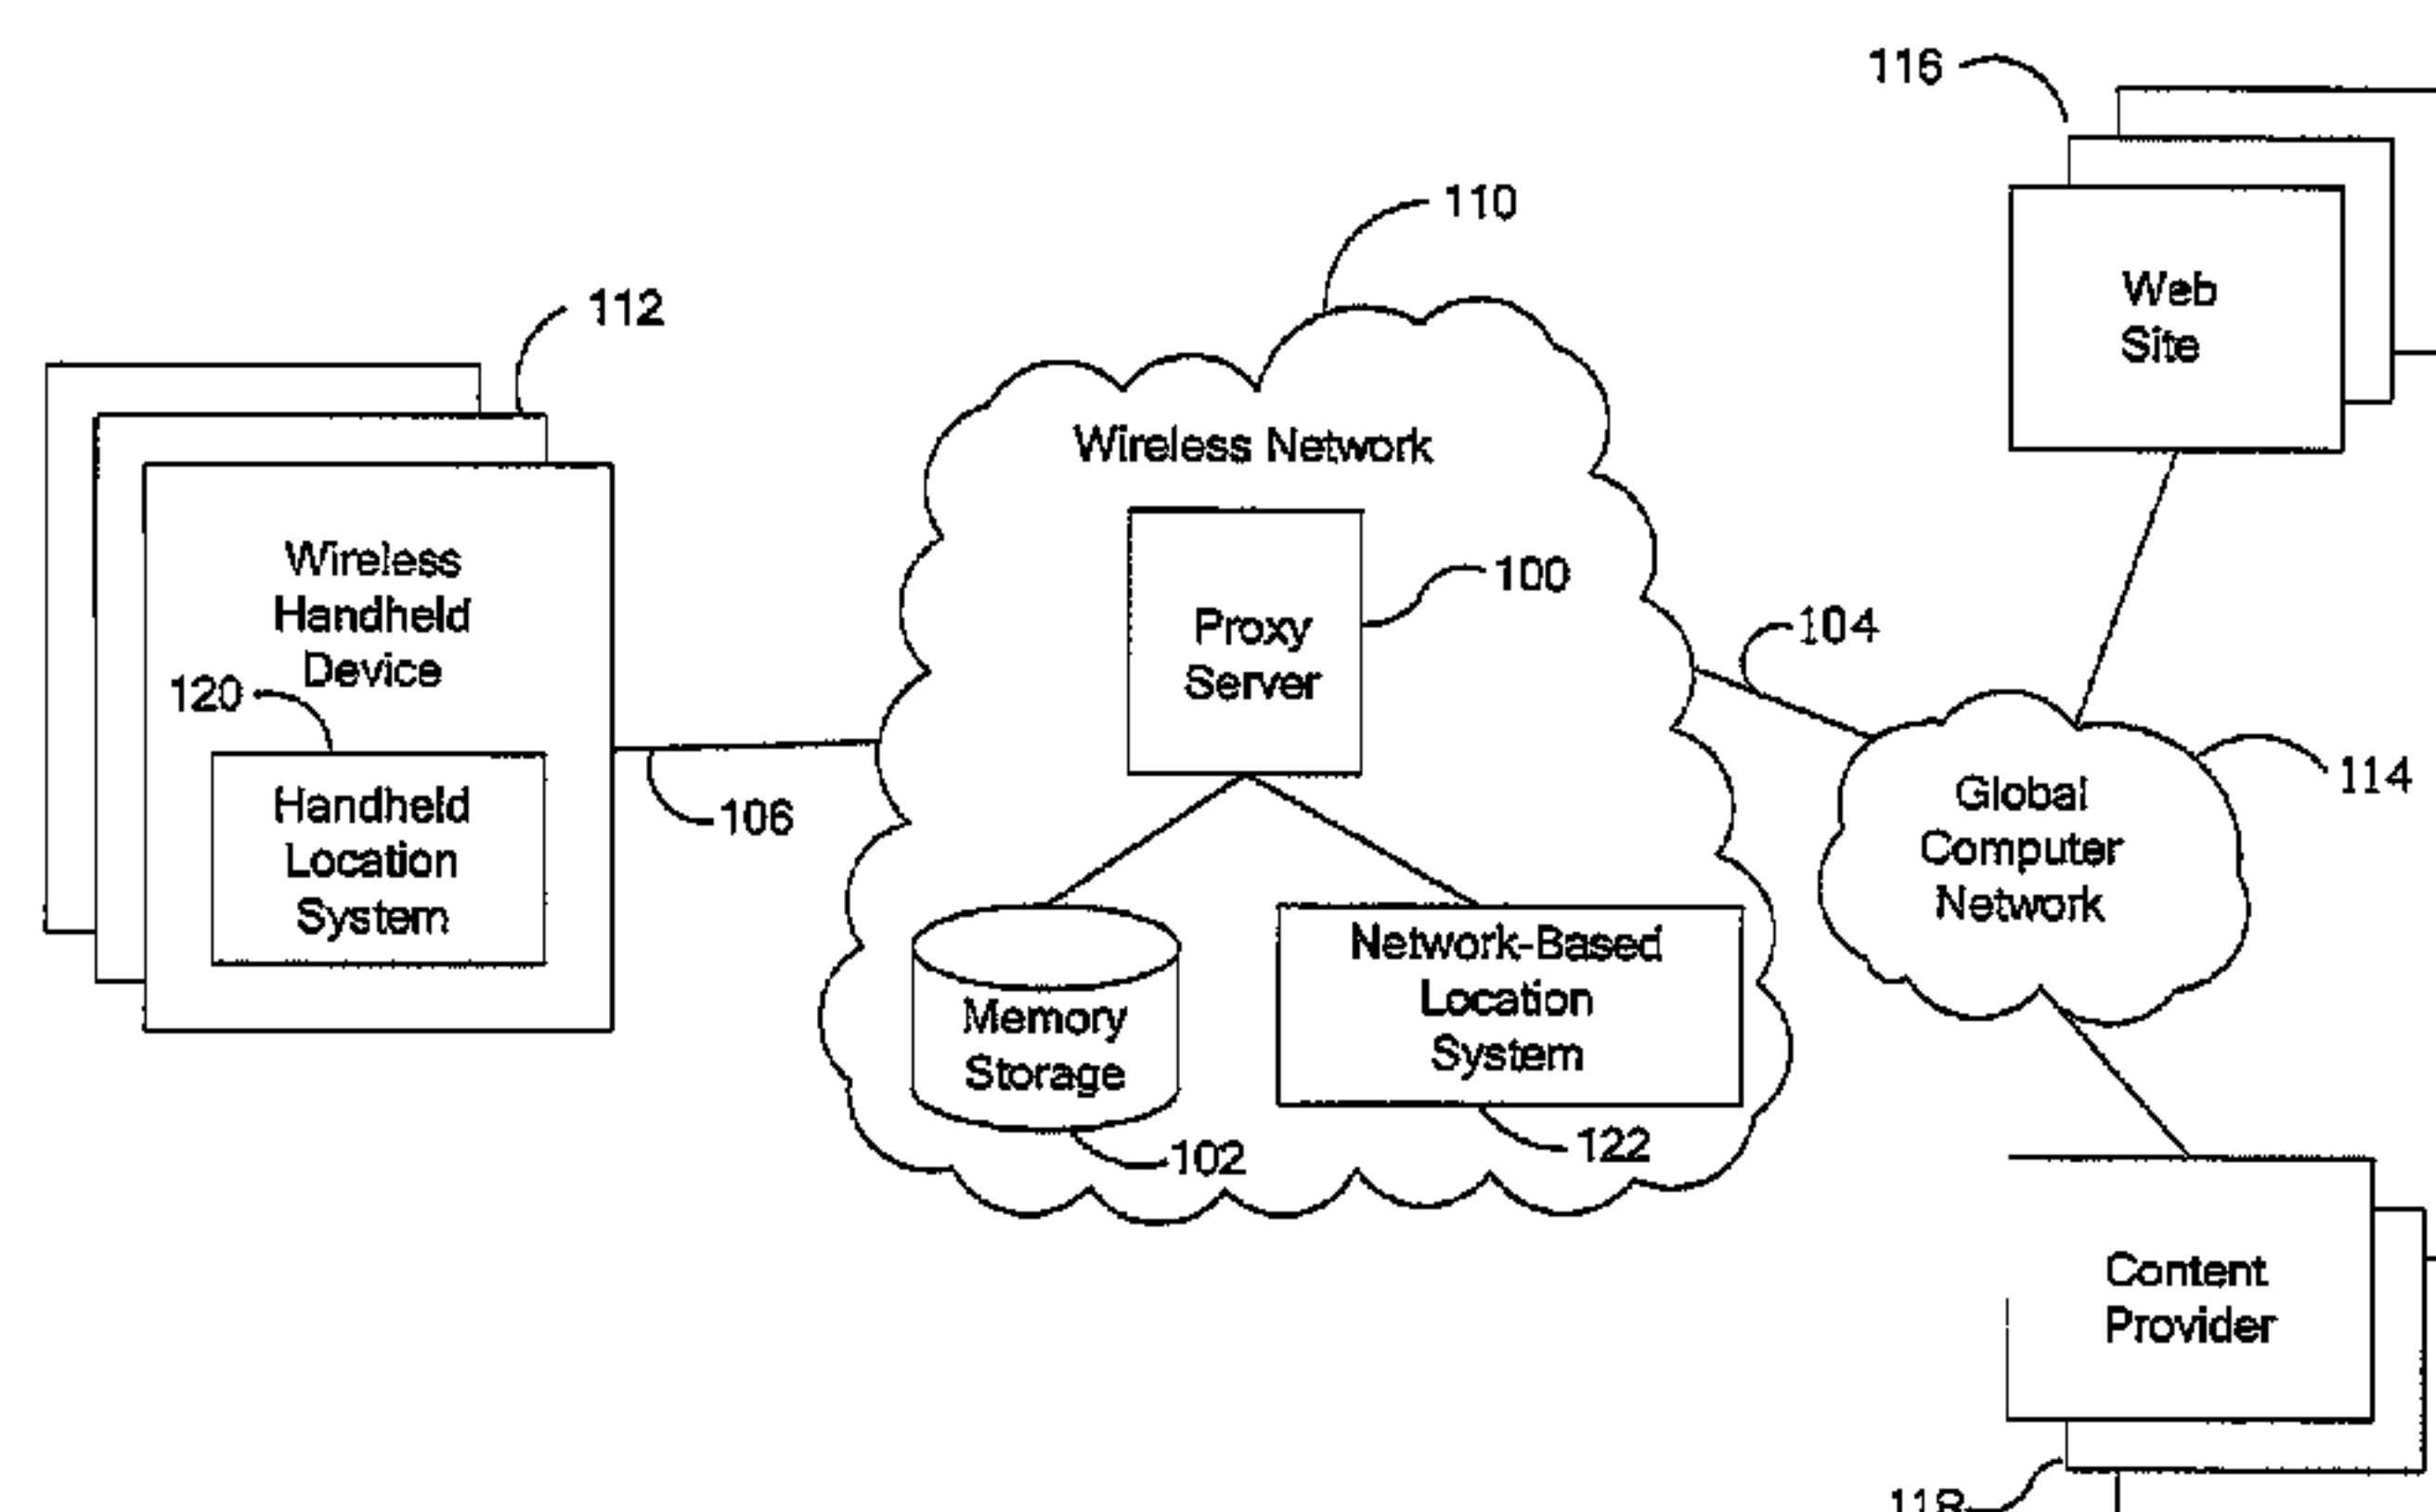 116
110
112
Web
Site
Wireless Network
Wireless
Handheld
Device
100
Proxy
Server
104
120
106
114
Handheld
Location
System
Global
Computer
Network
Memory
Storage
Network-Based
Location
System
102
122
Content
Provider
118